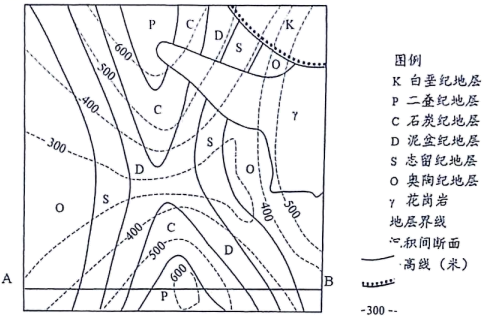 P
C
D
K
S
O
600
500
400
300
C
γ
D
S
O
O
S
400
500
400
C
500
D
600
P
A
B
图例
K 白垩纪地层
P 二叠纪地层
C 石炭纪地层
D 泥盆纪地层
S 志留纪地层
O 奥陶纪地层
γ 花岗岩
地层界线
积间断面
高线（米）
-300 --